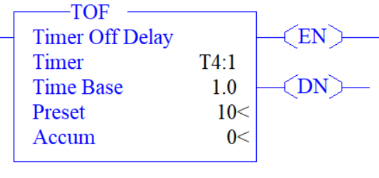 TOF
Timer Off Delay EN
Timer T4:1
Time Base 1.0 DN
Preset 10<
Accum 0<